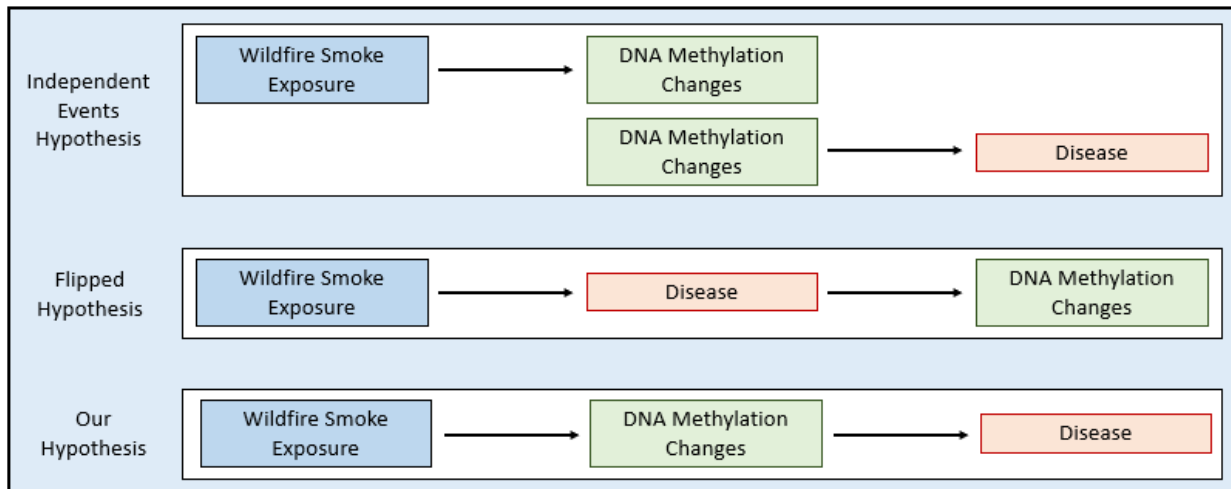 Independent
Events
Hypothesis
Wildfire Smoke
Exposure
DNA Methylation
Changes
DNA Methylation
Changes
Disease
Flipped
Hypothesis
Wildfire Smoke
Exposure
Disease
DNA Methylation
Changes
Our
Hypothesis
Wildfire Smoke
Exposure
DNA Methylation
Changes
Disease